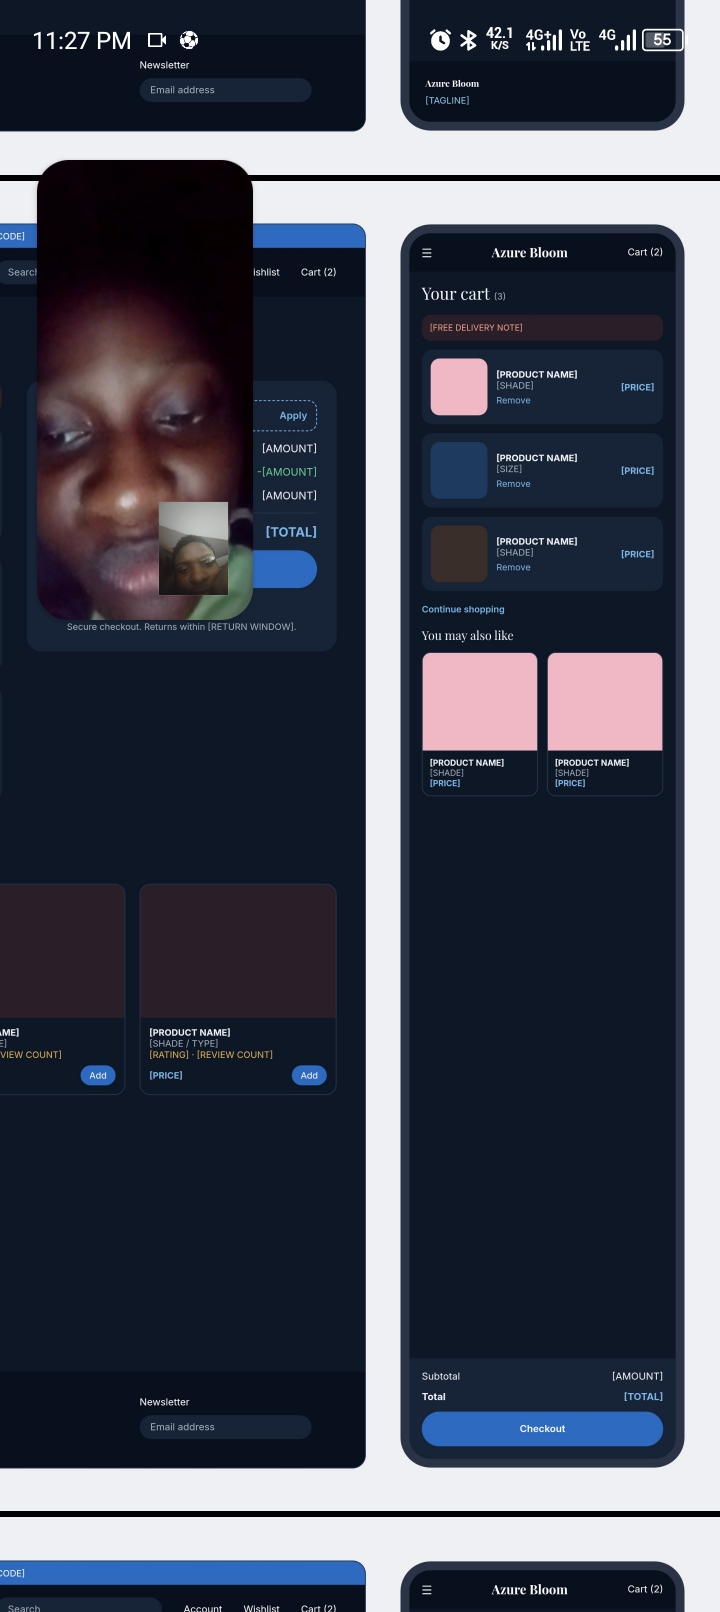 11:27 PM
42.1
K/S
4G+
Vo
LTE
4G
55
Newsletter
Email address
Azure Bloom
[TAGLINE]
CODE]
Search
ishlist
Cart (2)
Apply
[AMOUNT]
-[AMOUNT]
[AMOUNT]
[TOTAL]
Secure checkout. Returns within [RETURN WINDOW].
☰
Azure Bloom
Cart (2)
Your cart (3)
[FREE DELIVERY NOTE]
[PRODUCT NAME]
[SHADE]
Remove
[PRICE]
[PRODUCT NAME]
[SIZE]
Remove
[PRICE]
[PRODUCT NAME]
[SHADE]
Remove
[PRICE]
Continue shopping
You may also like
[PRODUCT NAME]
[SHADE]
[PRICE]
[PRODUCT NAME]
[SHADE]
[PRICE]
AME]
E]
VIEW COUNT]
Add
[PRODUCT NAME]
[SHADE / TYPE]
[RATING] · [REVIEW COUNT]
[PRICE]
Add
Newsletter
Email address
Subtotal
[AMOUNT]
Total
[TOTAL]
Checkout
CODE]
Search
Account
Wishlist
Cart (2)
☰
Azure Bloom
Cart (2)